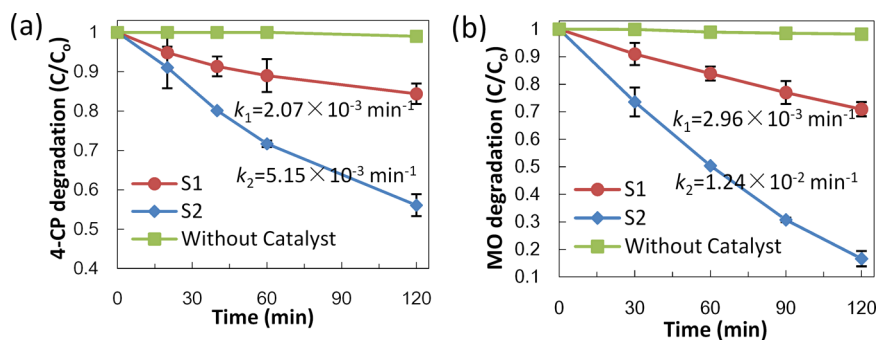 (a)
4-CP degradation (C/Co)
1
0.9
0.8
0.7
0.6
0.5
0.4
k1=2.07×10-3 min-1
k2=5.15×10-3 min-1
S1
S2
Without Catalyst
0
30
60
90
120
Time (min)
(b)
MO degradation (C/Co)
1
0.9
0.8
0.7
0.6
0.5
0.4
0.3
0.2
0.1
k1=2.96×10-3 min-1
k2=1.24×10-2 min-1
S1
S2
Without Catalyst
0
30
60
90
120
Time (min)